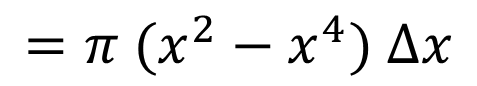 = π (x² − x⁴) Δx